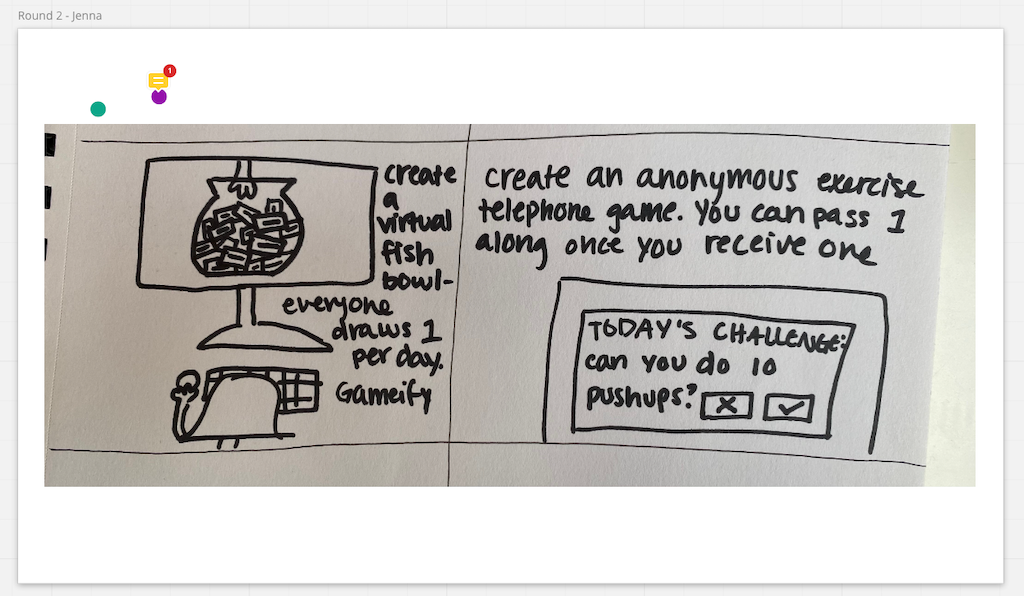 Round 2 - Jenna
1
create
a
virtual
fish
bowl-
everyone
draws 1
per day.
Gameify
create an anonymous exercise
telephone game. You can pass 1
along once you receive one
TODAY'S CHALLENGE:
can you do 10
pushups?